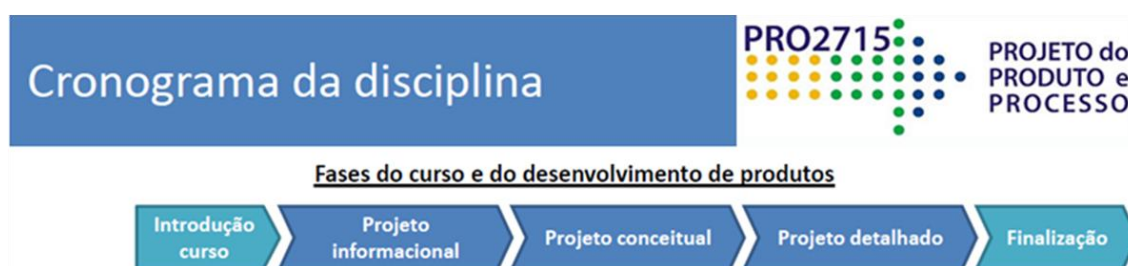 Cronograma da disciplina
PRO2715
PROJETO do
PRODUTO e
PROCESSO
Fases do curso e do desenvolvimento de produtos
Introdução
curso
Projeto
informacional
Projeto conceitual
Projeto detalhado
Finalização